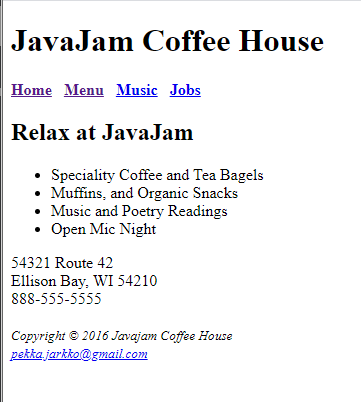 JavaJam Coffee House
Home Menu Music Jobs
Relax at JavaJam
Speciality Coffee and Tea Bagels
Muffins, and Organic Snacks
Music and Poetry Readings
Open Mic Night
54321 Route 42
Ellison Bay, WI 54210
888-555-5555
Copyright © 2016 Javajam Coffee House
pekka.jarkko@gmail.com